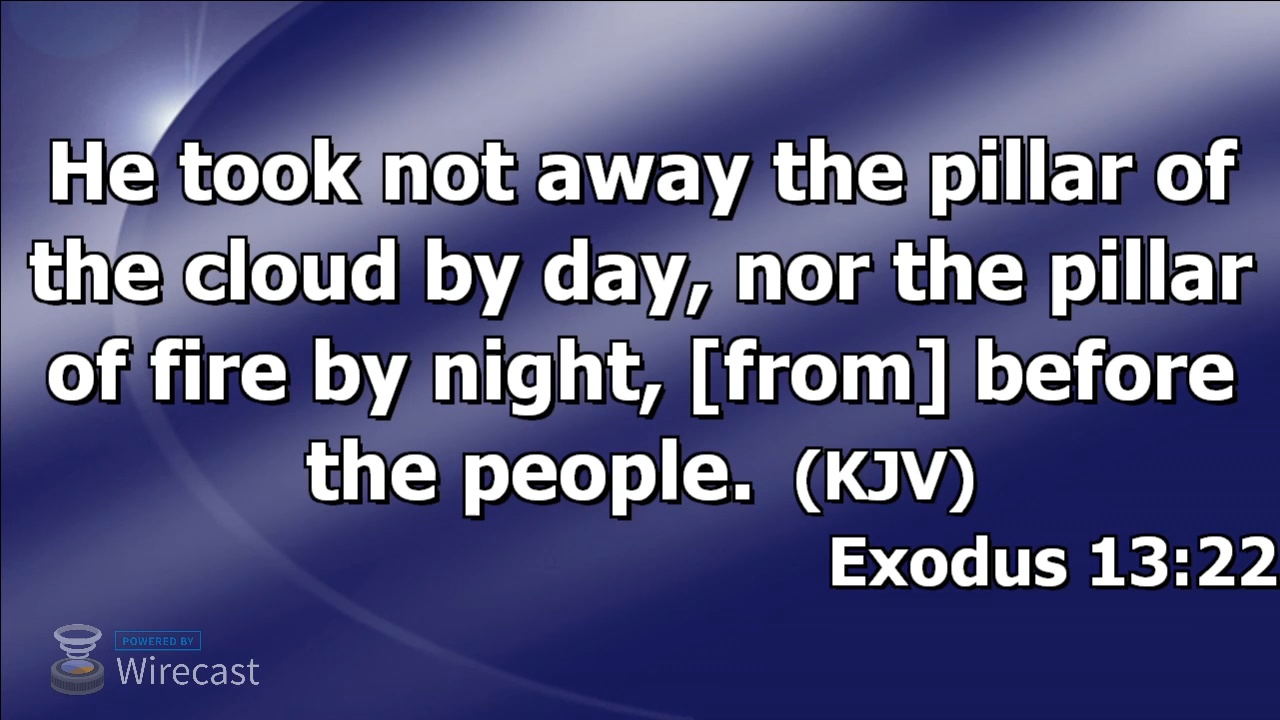 He took not away the pillar of
the cloud by day, nor the pillar
of fire by night, [from] before
the people.  (KJV)
Exodus 13:22
POWERED BY
Wirecast